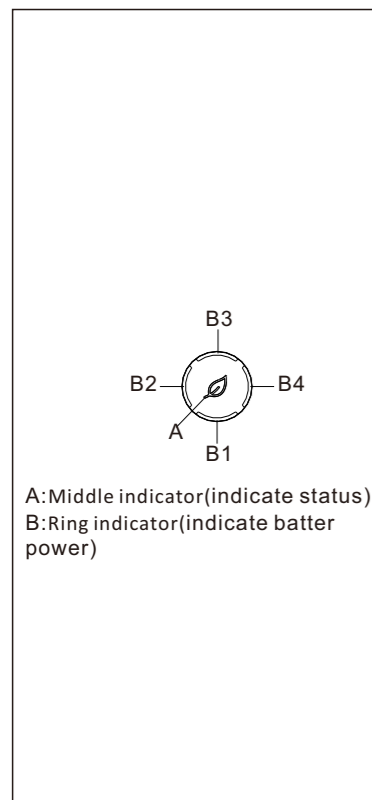 B3
B2
B4
A
B1
A:Middle indicator(indicate status)
B:Ring indicator(indicate batter
power)